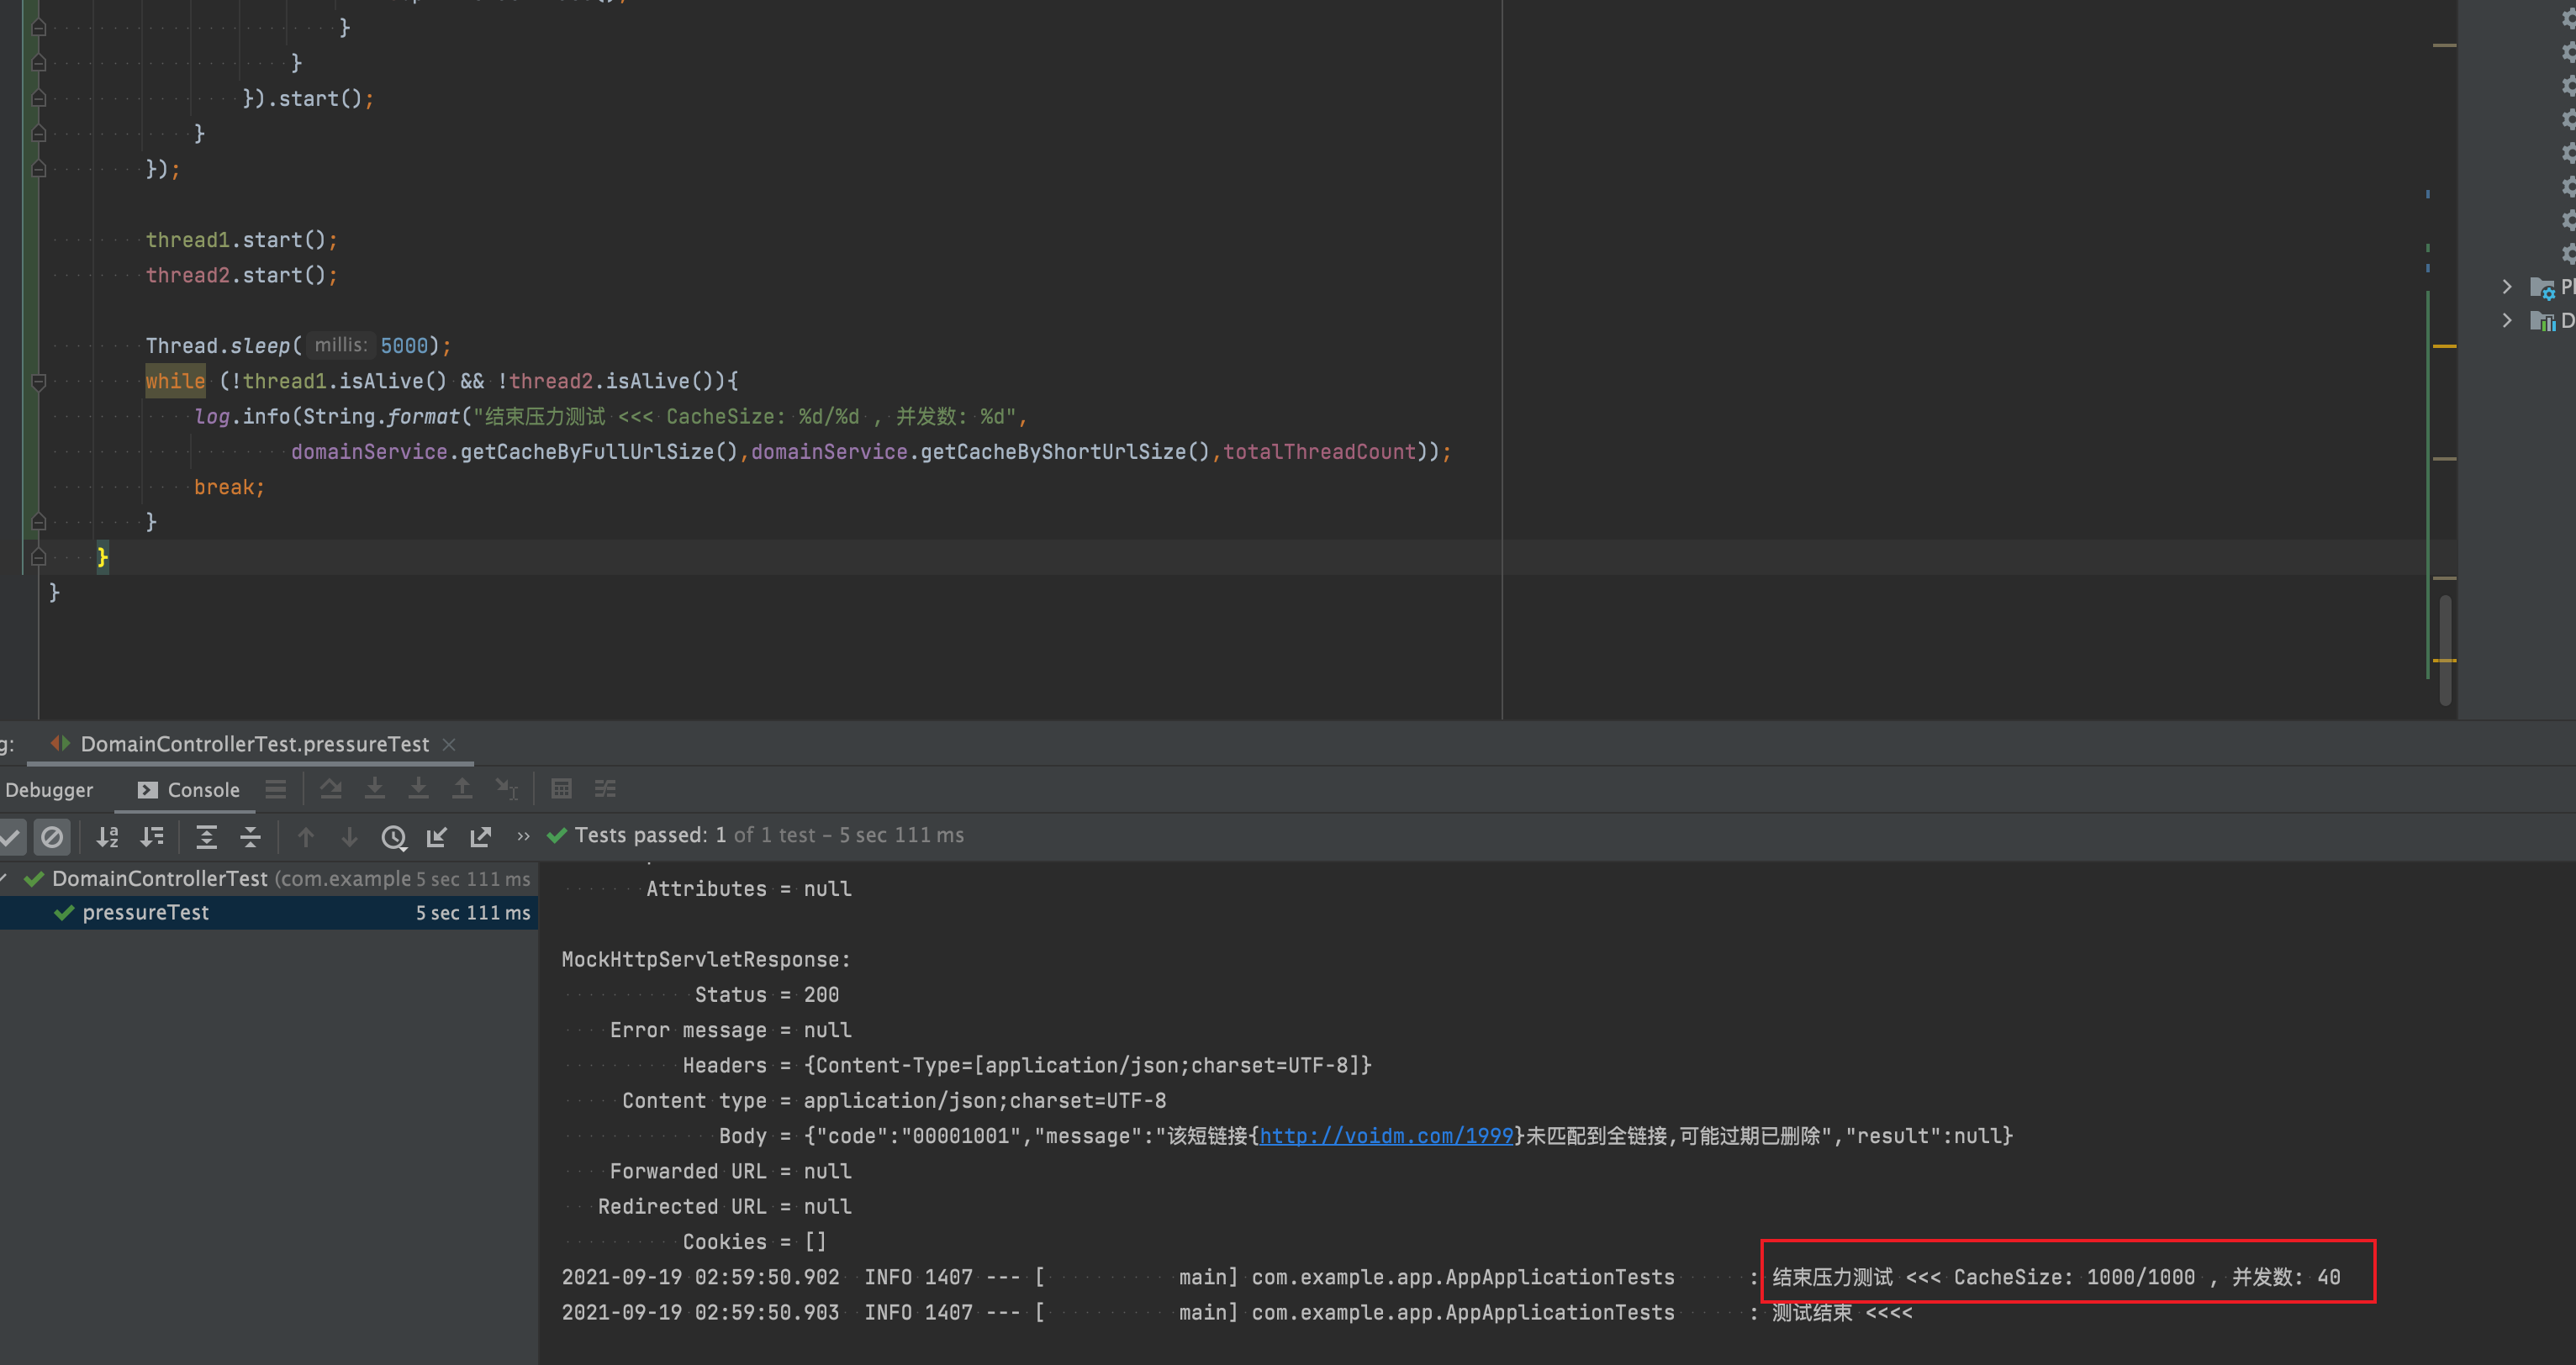 }
}
}).start();
}
});
thread1.start();
thread2.start();
Thread.sleep( millis: 5000);
while (!thread1.isAlive() && !thread2.isAlive()){
log.info(String.format("结束压力测试 <<< CacheSize: %d/%d , 并发数: %d",
domainService.getCacheByFullUrlSize(),domainService.getCacheByShortUrlSize(),totalThreadCount));
break;
}
}
}
g: DomainControllerTest.pressureTest
Debugger Console
Tests passed: 1 of 1 test – 5 sec 111 ms
DomainControllerTest (com.example 5 sec 111 ms
pressureTest 5 sec 111 ms
Attributes = null
MockHttpServletResponse:
Status = 200
Error message = null
Headers = {Content-Type=[application/json;charset=UTF-8]}
Content type = application/json;charset=UTF-8
Body = {"code":"00001001","message":"该短链接{http://voidm.com/1999}未匹配到全链接,可能过期已删除","result":null}
Forwarded URL = null
Redirected URL = null
Cookies = []
2021-09-19 02:59:50.902 INFO 1407 --- [ main] com.example.app.AppApplicationTests : 结束压力测试 <<< CacheSize: 1000/1000 , 并发数: 40
2021-09-19 02:59:50.903 INFO 1407 --- [ main] com.example.app.AppApplicationTests : 测试结束 <<<<